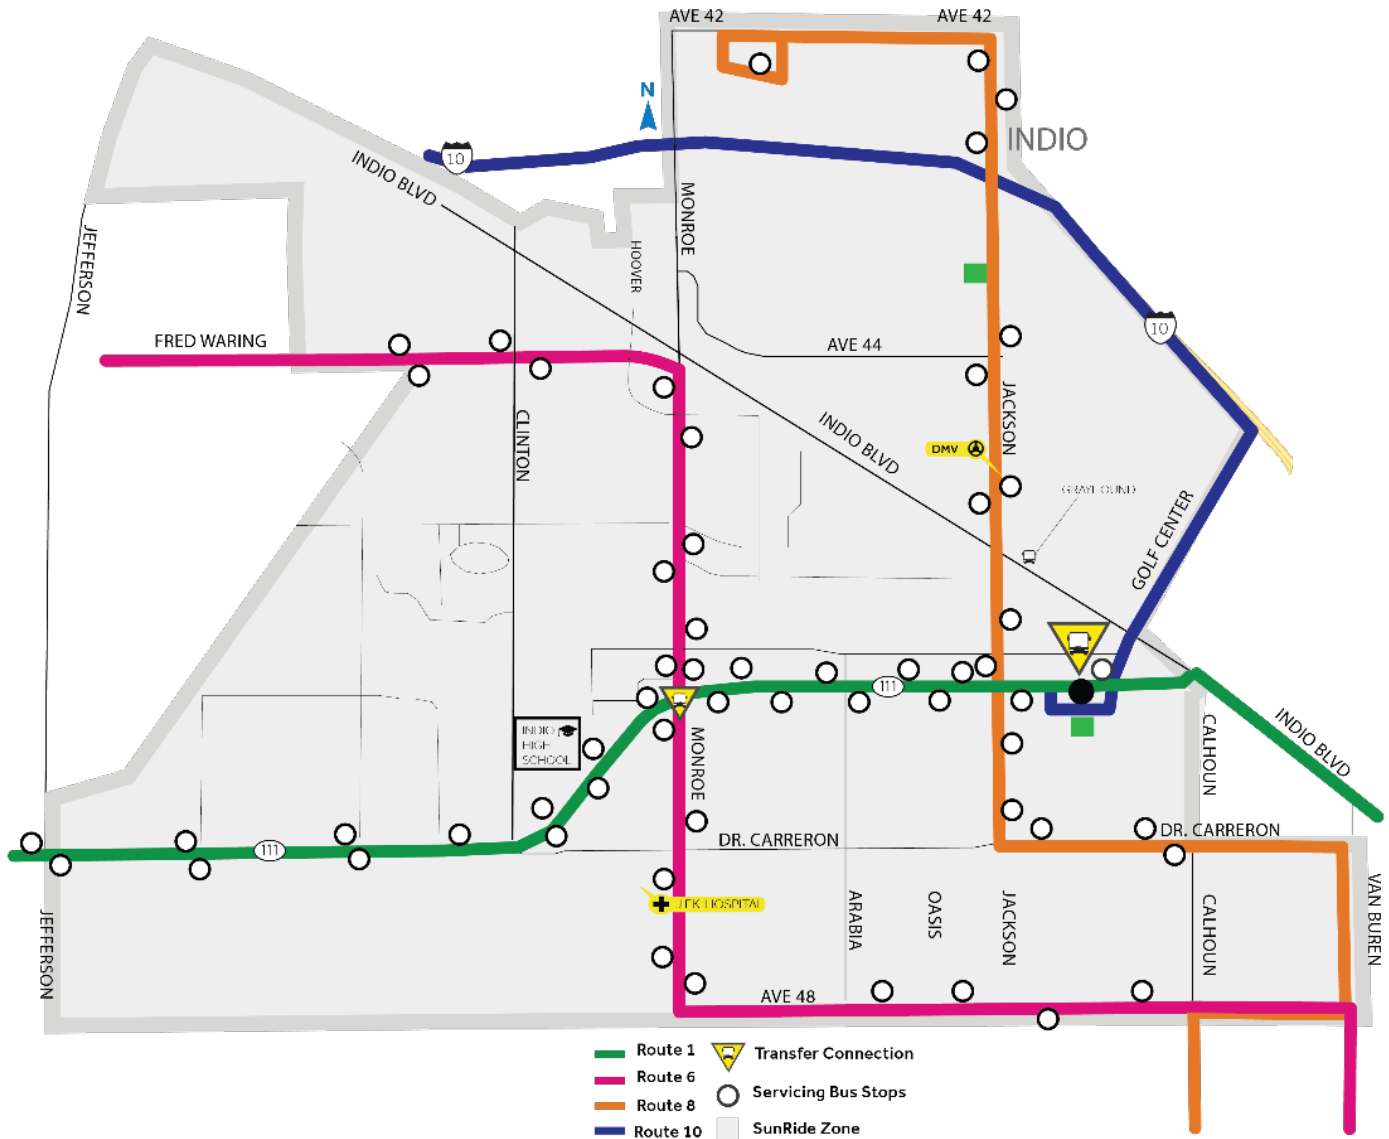 AVE 42
AVE 42
N
10
INDIO
INDIO BLVD
MONROE
JEFFERSON
HOOVER
10
FRED WARING
AVE 44
JACKSON
CLINTON
INDIO BLVD
DMV
GRAYHOUND
GOLF CENTER
111
INDIO
HIGH
SCHOOL
MONROE
CALHOUN
INDIO BLVD
111
DR. CARRERON
DR. CARRERON
JFK HOSPITAL
JEFFERSON
ARABIA
OASIS
JACKSON
CALHOUN
VAN BUREN
AVE 48
Route 1
Transfer Connection
Route 6
Servicing Bus Stops
Route 8
Route 10
SunRide Zone